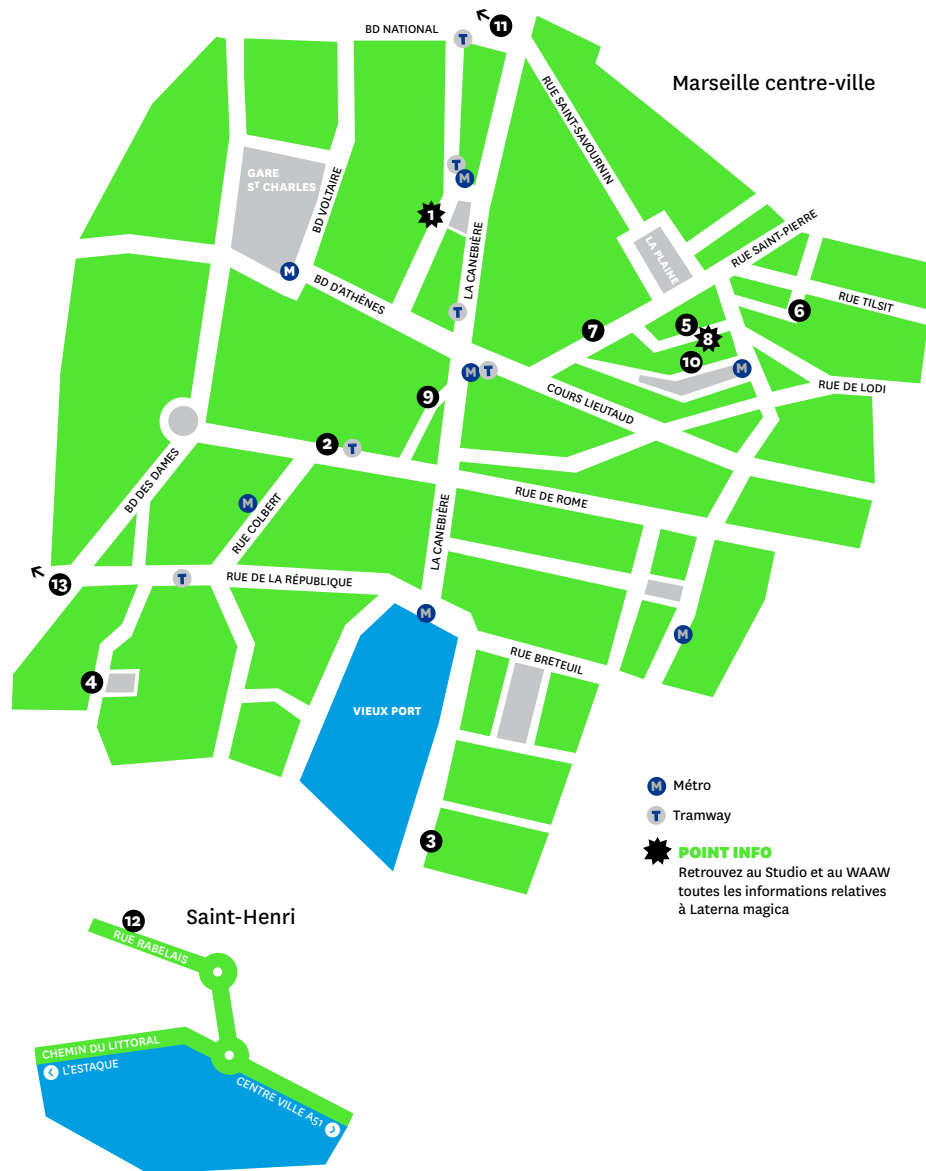 11
BD NATIONAL
T
Marseille centre-ville
RUE SAINT-SAVOURNIN
T
M
GARE
ST CHARLES
BD VOLTAIRE
1
LA CANEBIÈRE
LA PLAINE
RUE SAINT-PIERRE
M
BD D'ATHÈNES
RUE TILSIT
T
6
5
7
8
10
M
M
T
RUE DE LODI
9
COURS LIEUTAUD
2
T
BD DES DAMES
RUE DE ROME
M
RUE COLBERT
LA CANEBIÈRE
13
T
RUE DE LA RÉPUBLIQUE
M
M
RUE BRETEUIL
4
VIEUX PORT
M Métro
T Tramway
3
POINT INFO
Retrouvez au Studio et au WAAW
toutes les informations relatives
à Laterna magica
Saint-Henri
12
RUE RABELAIS
CHEMIN DU LITTORAL
L'ESTAQUE
CENTRE VILLE A51